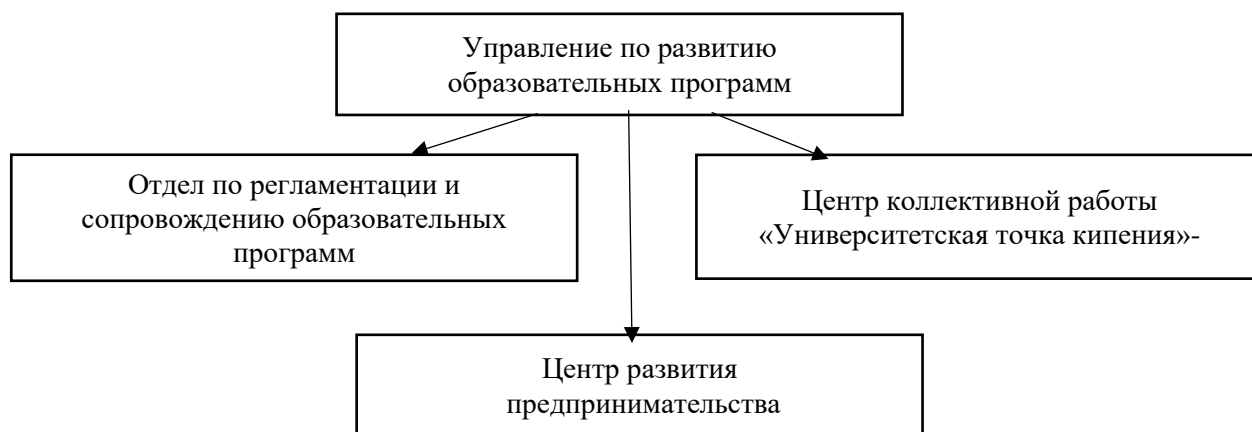 Управление по развитию
образовательных программ
Отдел по регламентации и
сопровождению образовательных
программ
Центр коллективной работы
«Университетская точка кипения»-
Центр развития
предпринимательства